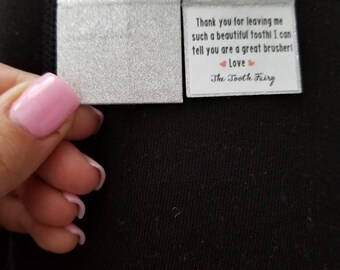 Thank you for leaving me
such a beautiful tooth! I can
tell you are a great brusher!
Love
The Tooth Fairy